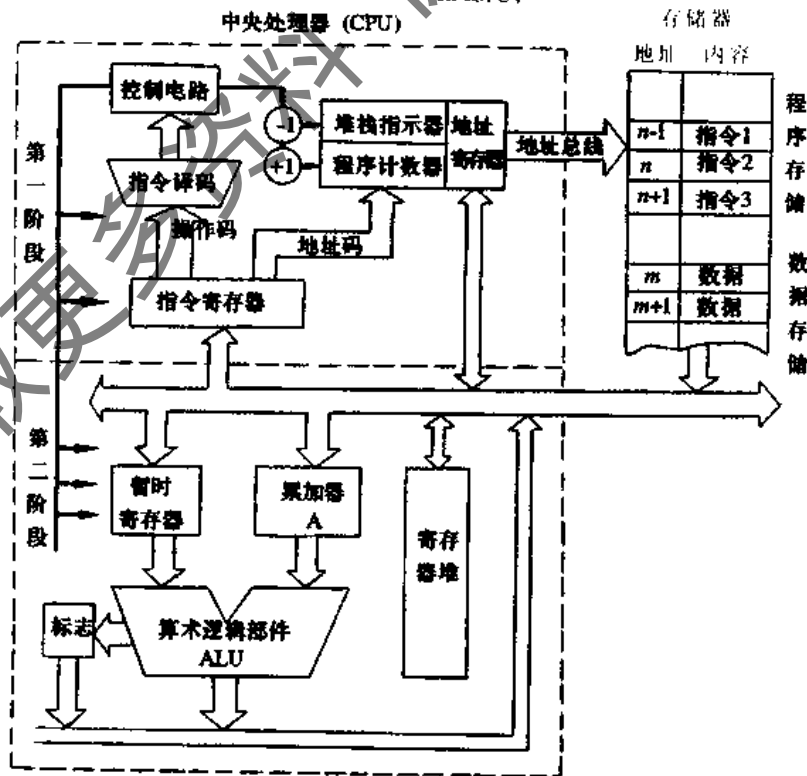 中央处理器 (CPU)
存储器
地址 内容
控制电路
-1
+1
堆栈指示器
程序计数器
地址
寄存器
地址总线
n-1 指令1
n 指令2
n+1 指令3
m 数据
m+1 数据
程序存储
数据存储
第一阶段
指令译码
操作码
地址码
指令寄存器
第二阶段
暂时
寄存器
累加器
A
寄存
器堆
标志
算术逻辑部件
ALU
更多资料